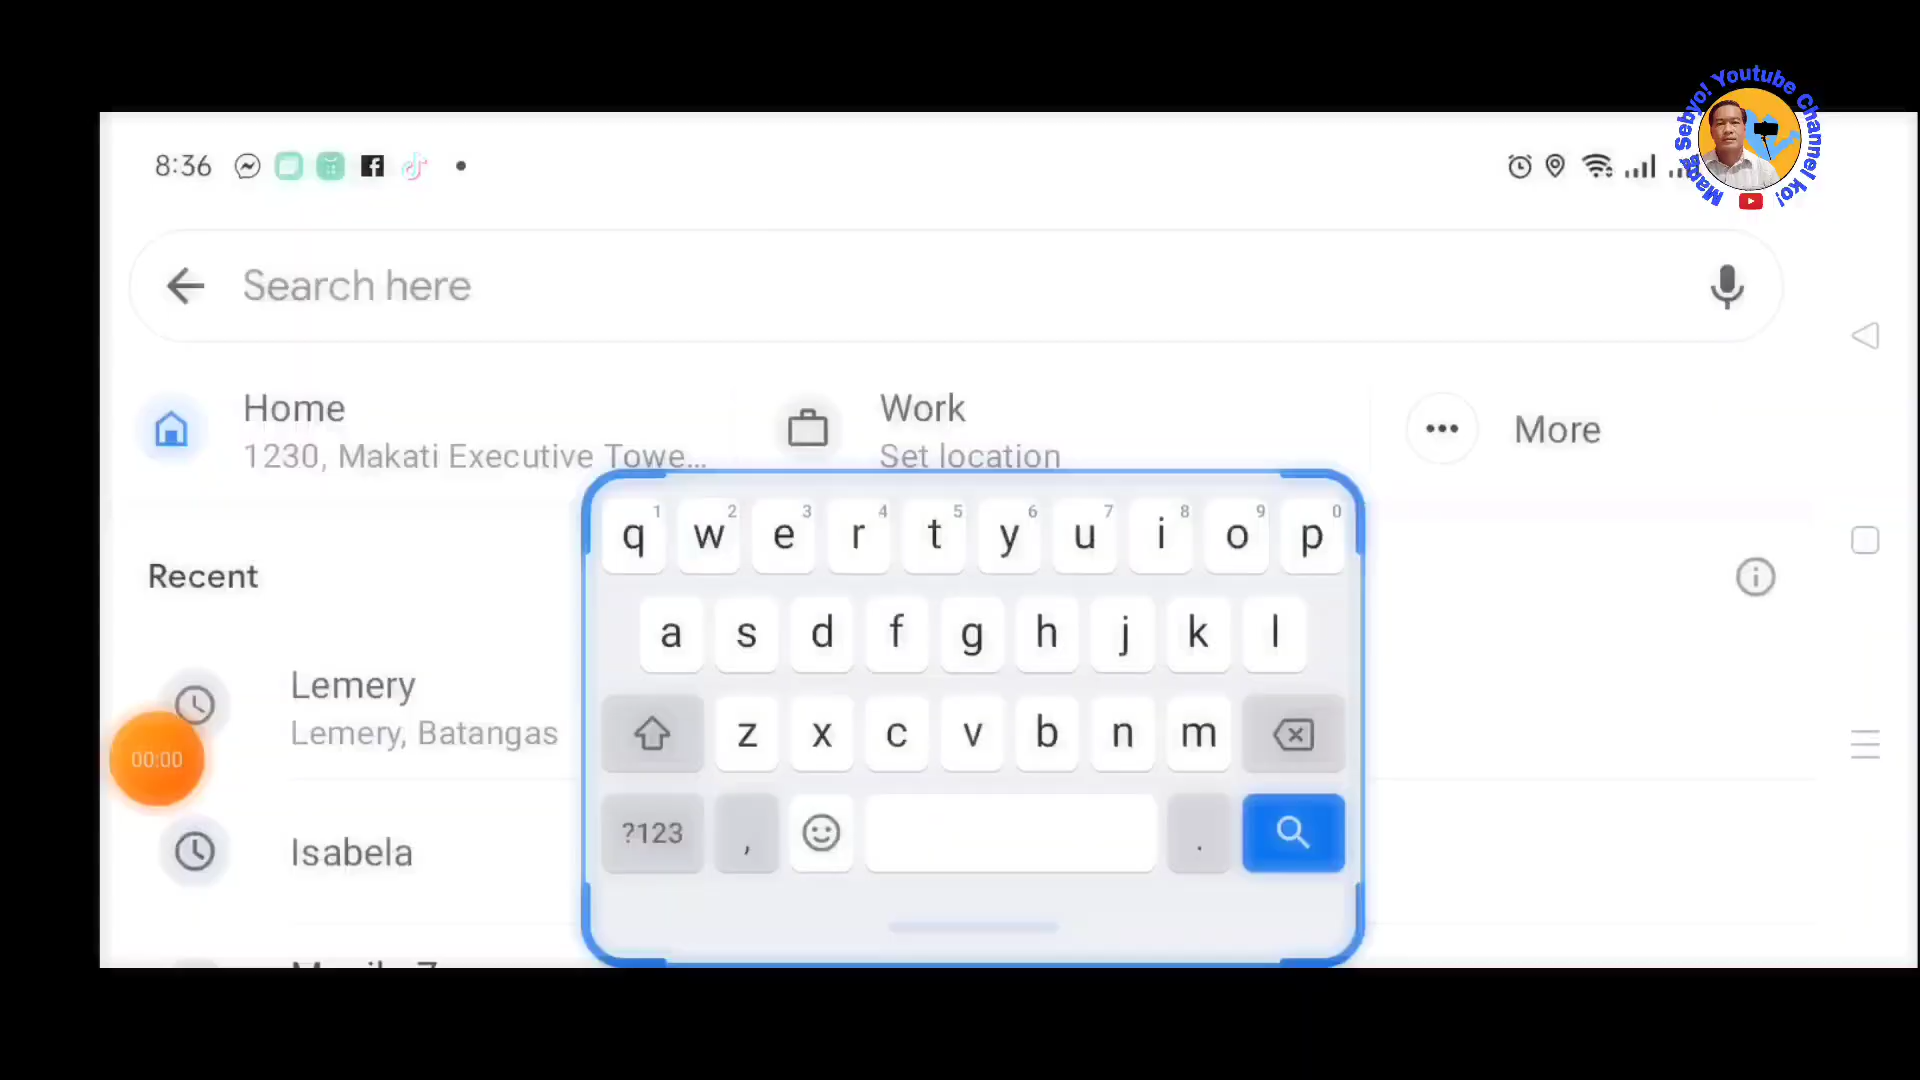 Mang Sebyo! Youtube Channel ko!
8:36
Search here
Home
1230, Makati Executive Towe...
Work
Set location
More
Recent
Lemery
Lemery, Batangas
00:00
Isabela
q 1 w 2 e 3 r 4 t 5 y 6 u 7 i 8 o 9 p 0
a s d f g h j k l
z x c v b n m
?123 , .